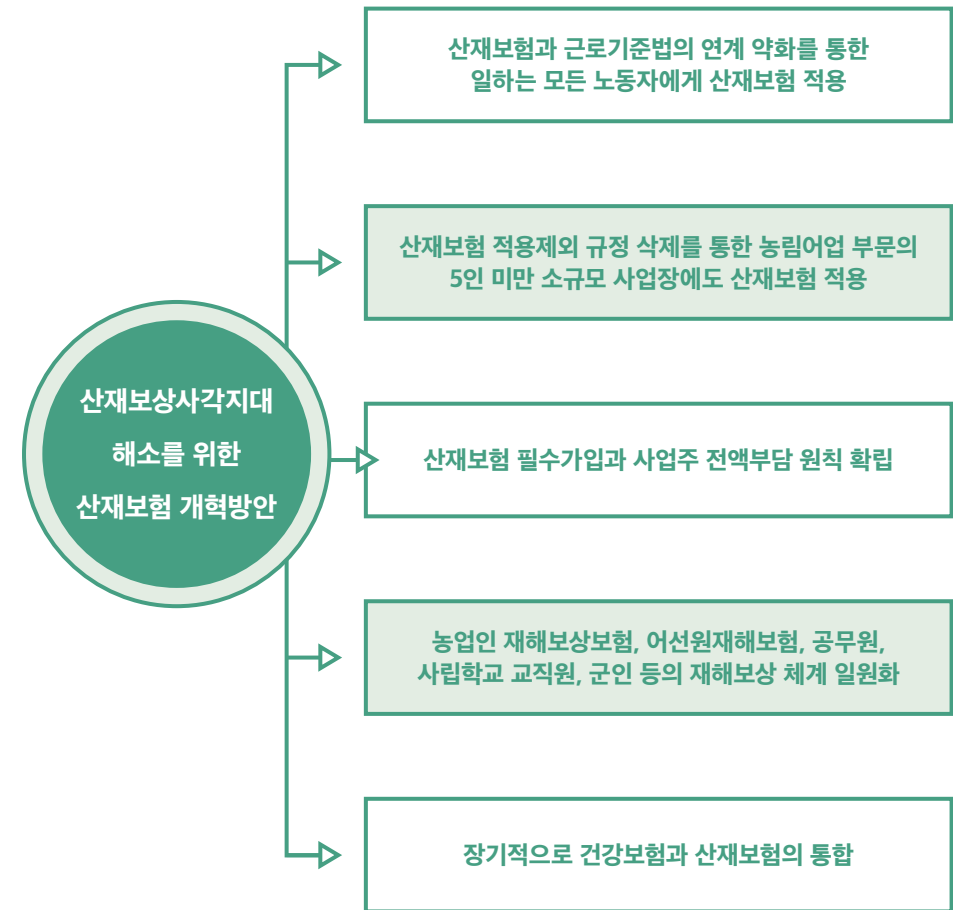 산재보상사각지대
해소를 위한
산재보험 개혁방안
산재보험과 근로기준법의 연계 약화를 통한
일하는 모든 노동자에게 산재보험 적용
산재보험 적용제외 규정 삭제를 통한 농림어업 부문의
5인 미만 소규모 사업장에도 산재보험 적용
산재보험 필수가입과 사업주 전액부담 원칙 확립
농업인 재해보상보험, 어선원재해보험, 공무원,
사립학교 교직원, 군인 등의 재해보상 체계 일원화
장기적으로 건강보험과 산재보험의 통합